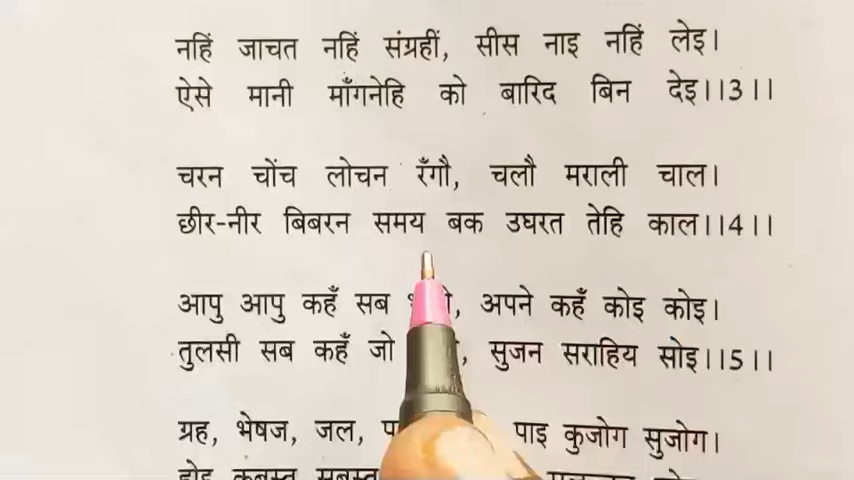 नहिं जाचत नहिं संग्रहीं, सीस नाइ नहिं लेइ।
ऐसे मानी माँगनेहि को बारिद बिन देइ।।3।।
चरन चोंच लोचन रँगौ, चलौ मराली चाल।
छीर-नीर बिबरन समय बक उघरत तेहि काल।।4।।
आपु आपु कहँ सब , अपने कहँ कोइ कोइ।
तुलसी सब कहँ जो , सुजन सराहिय सोइ।।5।।
ग्रह, भेषज, जल, पाइ कुजोग सुजोग।